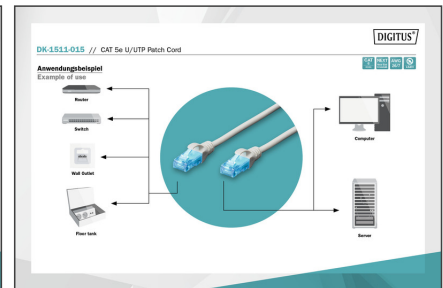 DIGITUS®
DK-1511-015 // CAT 5e U/UTP Patch Cord
Anwendungsbeispiel
Example of use
Router
Switch
Wall Outlet
Floor tank
Computer
Server